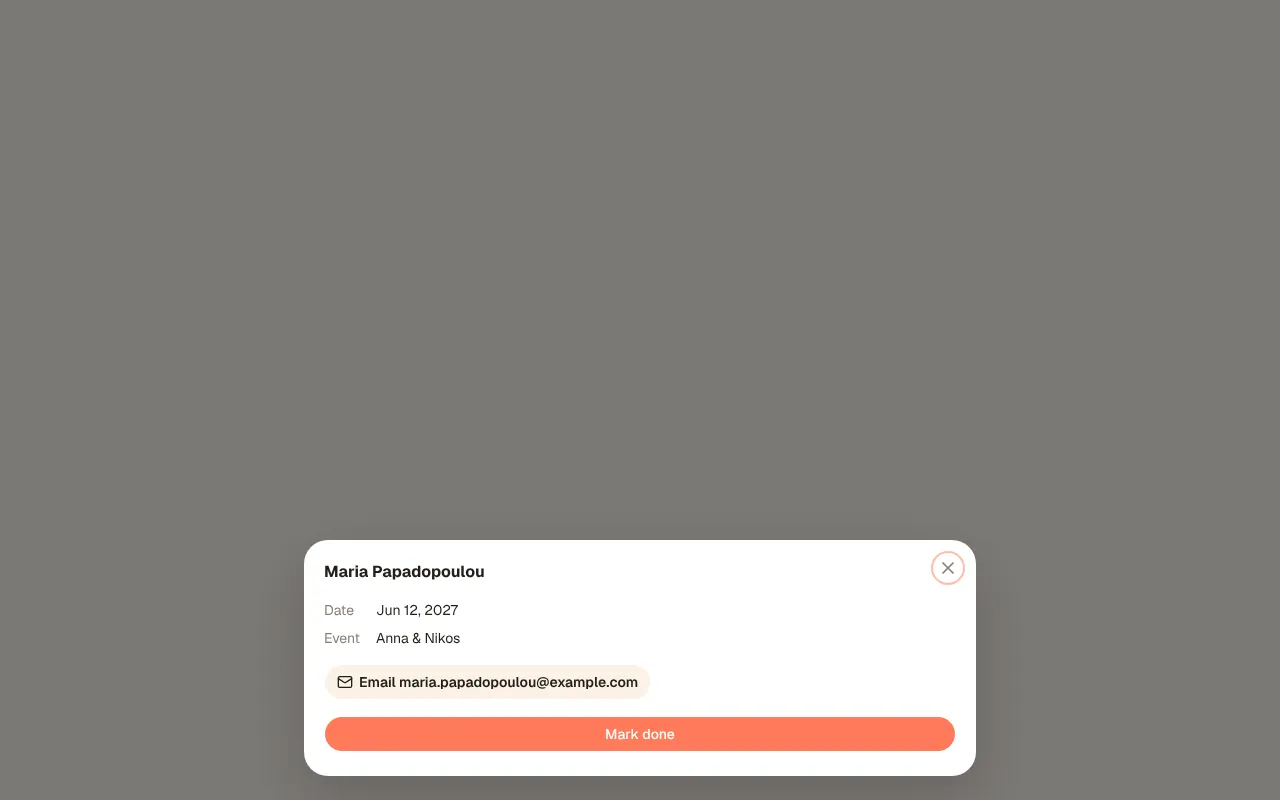 Maria Papadopoulou
Date Jun 12, 2027
Event Anna & Nikos
Email maria.papadopoulou@example.com
Mark done